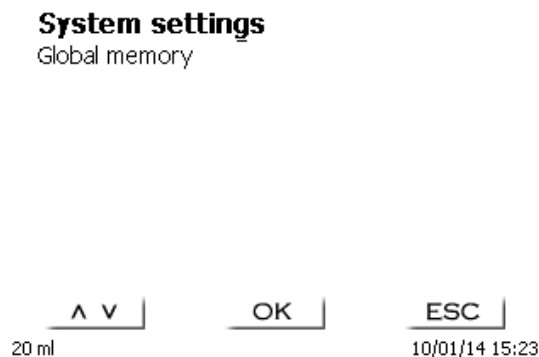 System settings
Global memory
∧ ∨ OK ESC
20 ml 10/01/14 15:23